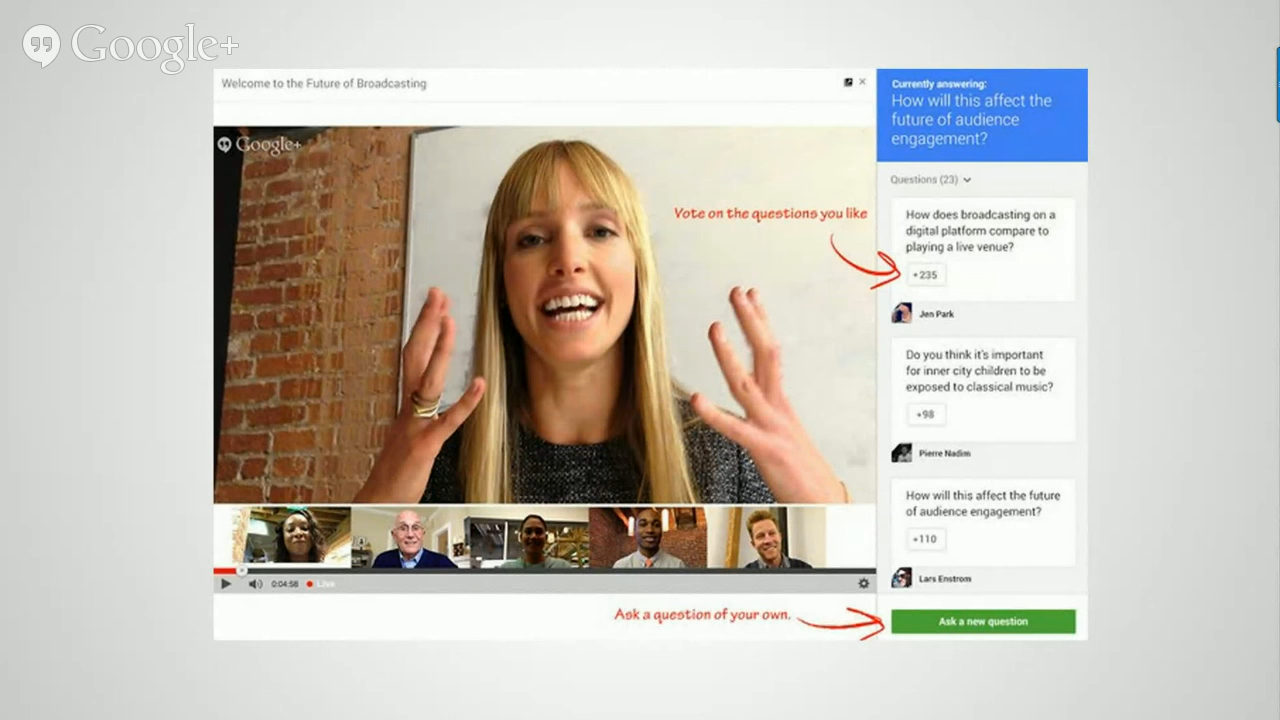 Google+
Welcome to the Future of Broadcasting
Google+
Currently answering:
How will this affect the
future of audience
engagement?
Questions (23)
Vote on the questions you like
How does broadcasting on a
digital platform compare to
playing a live venue?
+235
Jen Park
Do you think it's important
for inner city children to be
exposed to classical music?
+98
Pierre Nadim
How will this affect the future
of audience engagement?
+110
Lars Enstrom
0:04:58 Live
Ask a question of your own.
Ask a new question